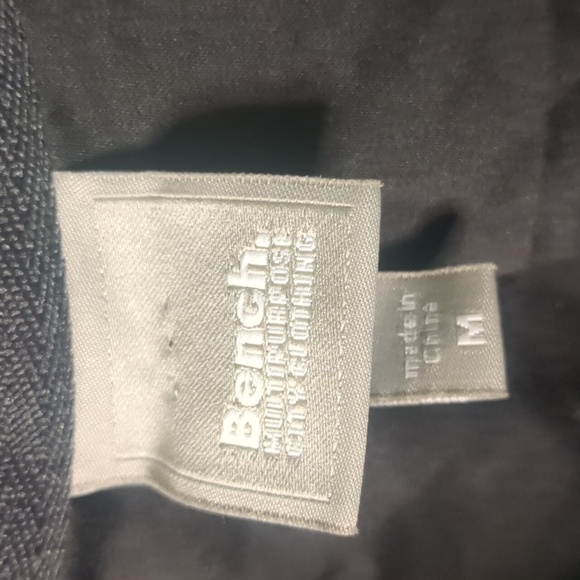 Bench.
MULTIPURPOSE
CITY CLOTHING
made in
China
M